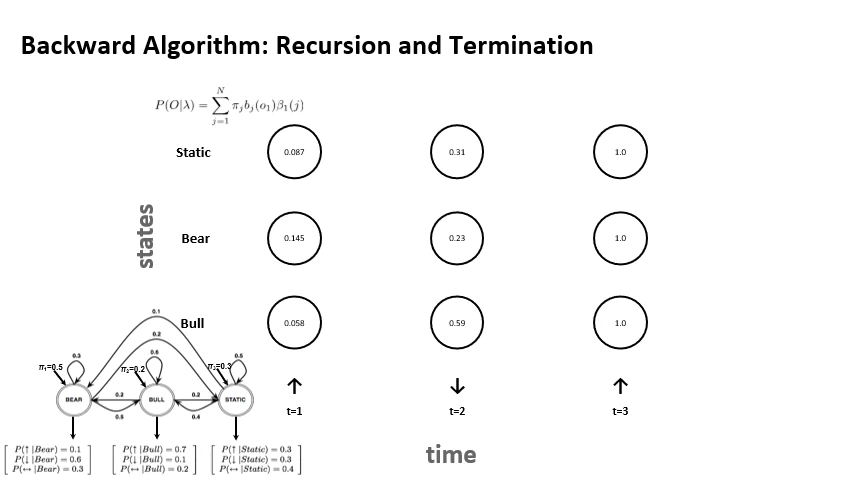 Backward Algorithm: Recursion and Termination
P(O|λ) = \sum_{j=1}^{N} π_j b_j(o_1)β_1(j)
Static 0.087 0.31 1.0
states
Bear 0.145 0.23 1.0
Bull 0.058 0.59 1.0
↑ ↓ ↑
t=1 t=2 t=3
time
0.1
0.2
0.3 0.6 0.5
π₁=0.5 π₂=0.2 π₃=0.3
BEAR 0.2 BULL 0.2 STATIC
0.5 0.4
P(↑ |Bear) = 0.1 P(↑ |Bull) = 0.7 P(↑ |Static) = 0.3
P(↓ |Bear) = 0.6 P(↓ |Bull) = 0.1 P(↓ |Static) = 0.3
P(↔ |Bear) = 0.3 P(↔ |Bull) = 0.2 P(↔ |Static) = 0.4